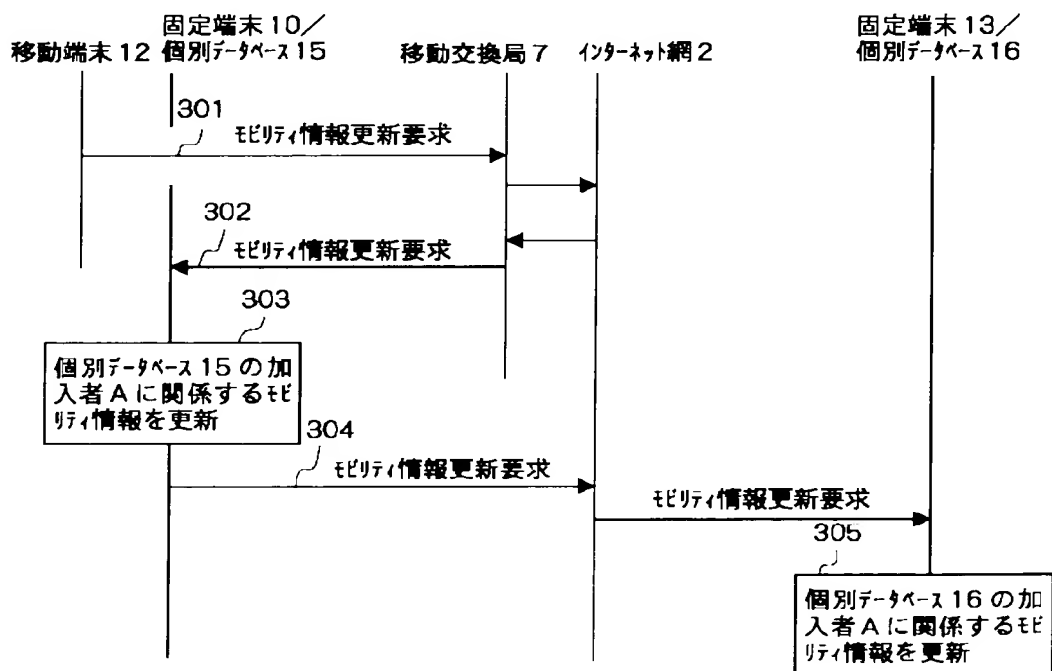 固定端末10／
個別データベース15
移動端末12
移動交換局7
インターネット網2
固定端末13／
個別データベース16
301
モビリティ情報更新要求
302
モビリティ情報更新要求
303
個別データベース15の加
入者Aに関係するモビ
リティ情報を更新
304
モビリティ情報更新要求
モビリティ情報更新要求
305
個別データベース16の加
入者Aに関係するモビ
リティ情報を更新